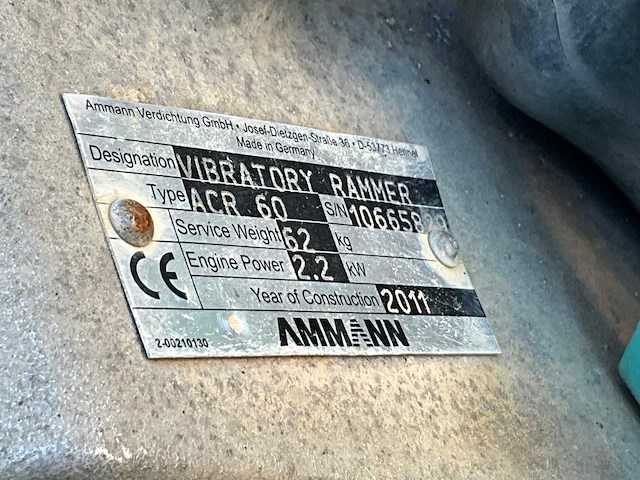 Ammann Verdichtung GmbH · Josef-Dietzgen-Straße 36 · D-53773 Hennef
Made in Germany
Designation VIBRATORY RAMMER
Type ACR 60 S/N
Service Weight 62 kg
Engine Power 2.2 kW
CE
Year of Construction 2011
AMMANN
2-00210130